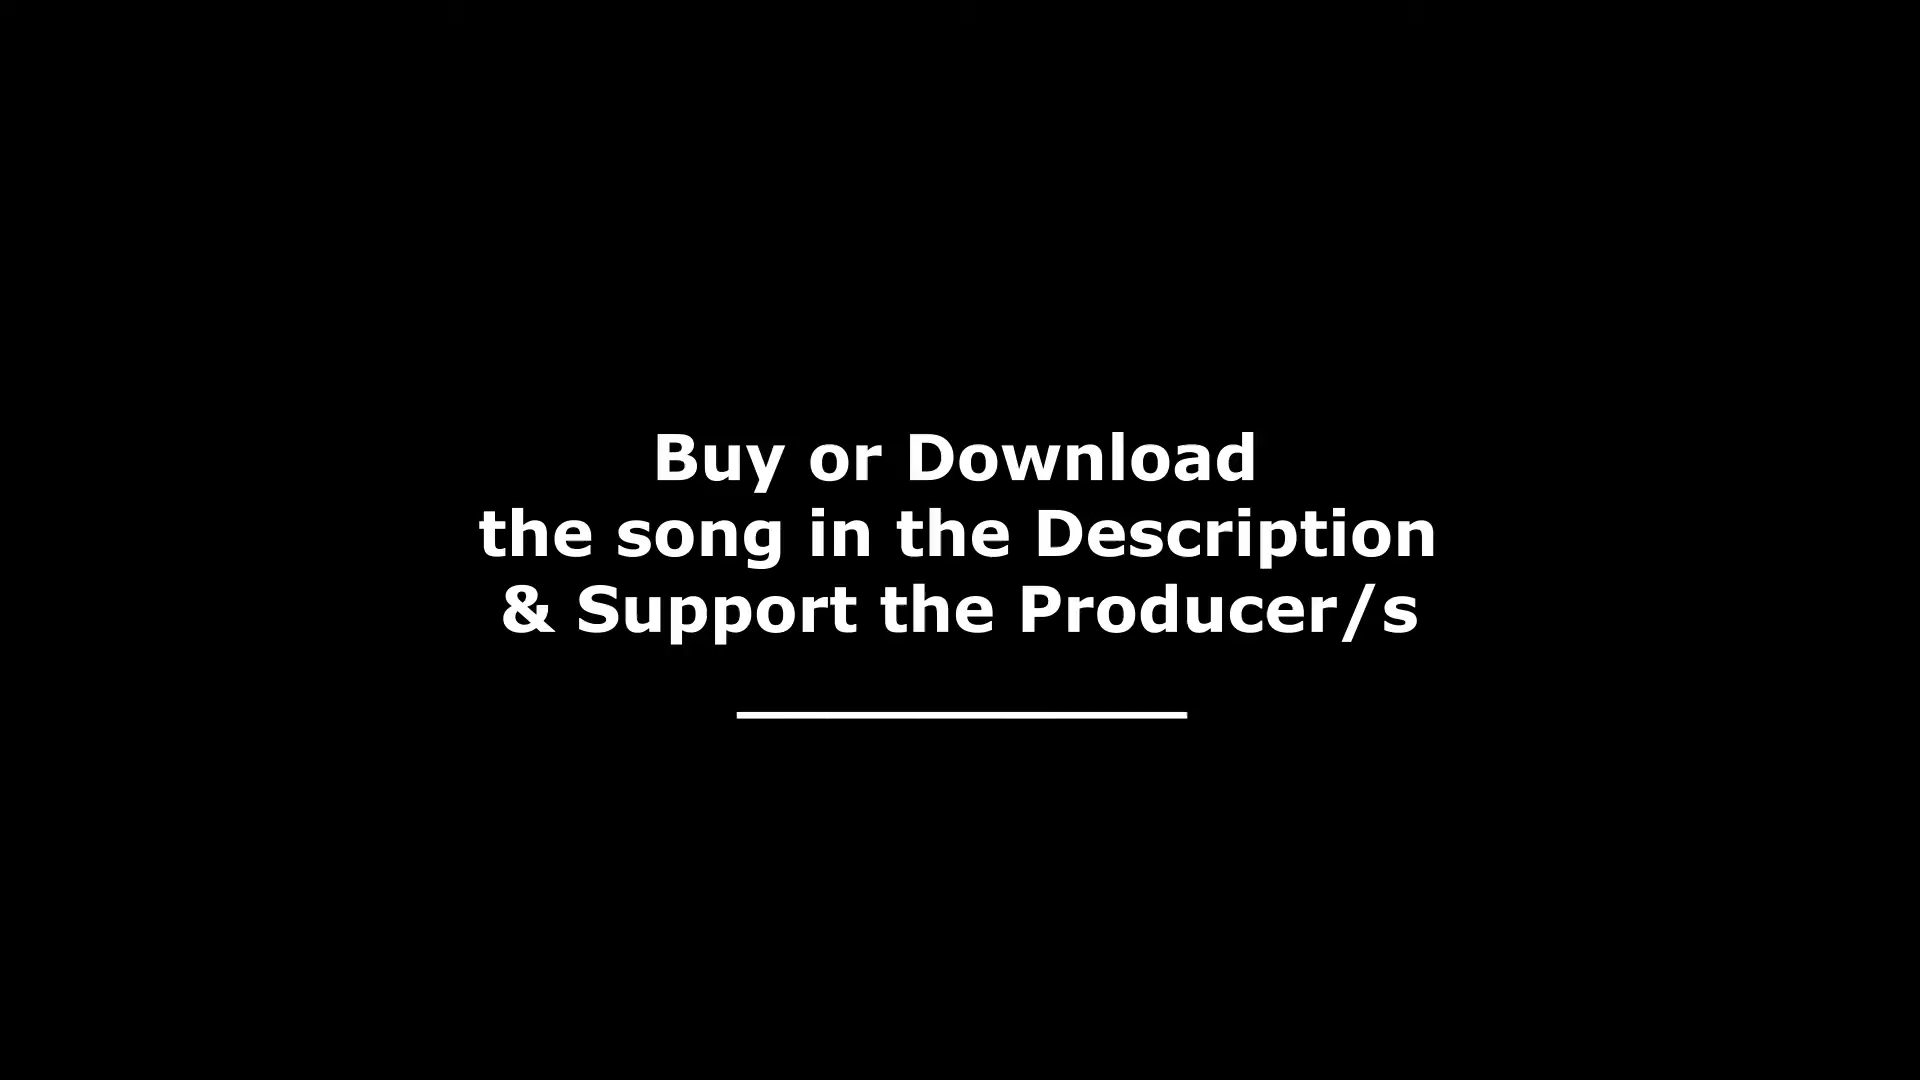 Buy or Download
the song in the Description
& Support the Producer/s